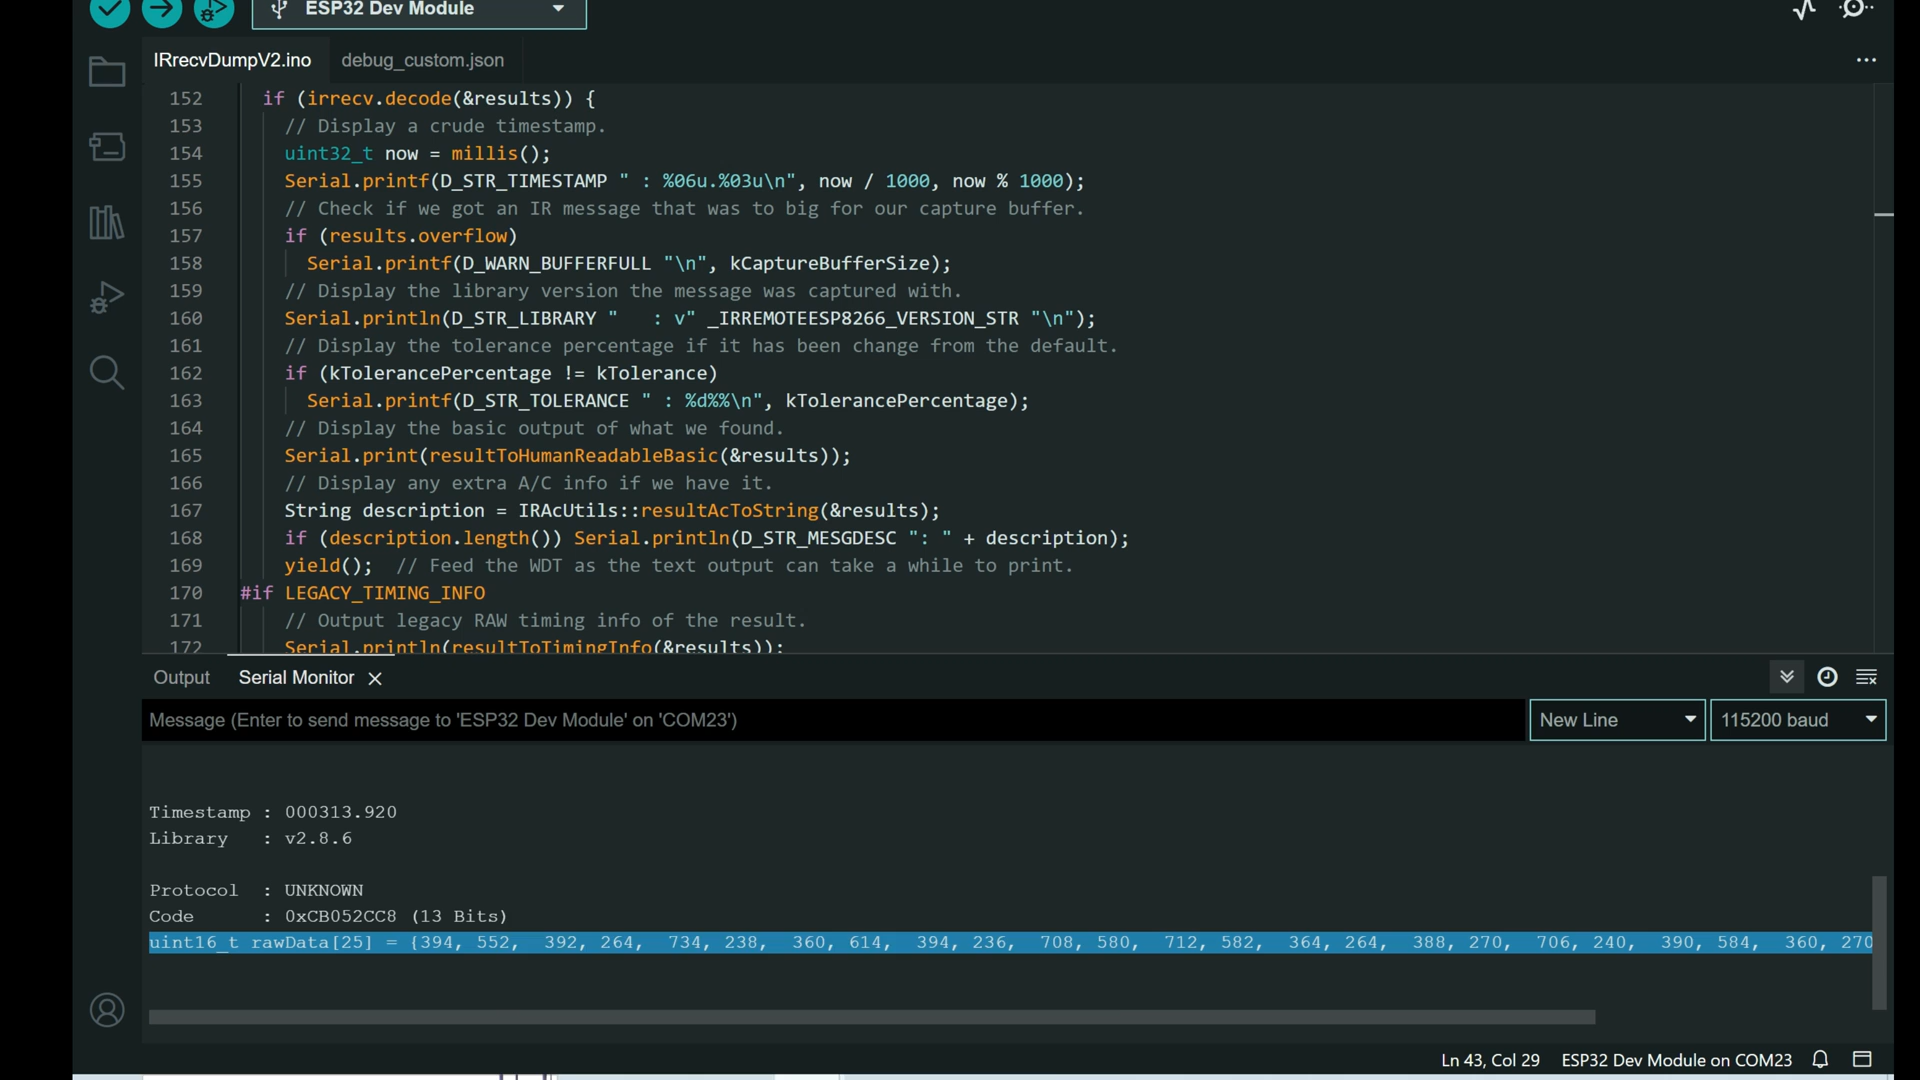 ESP32 Dev Module
IRrecvDumpV2.ino debug_custom.json
152 if (irrecv.decode(&results)) {
153 // Display a crude timestamp.
154 uint32_t now = millis();
155 Serial.printf(D_STR_TIMESTAMP " : %06u.%03u\n", now / 1000, now % 1000);
156 // Check if we got an IR message that was to big for our capture buffer.
157 if (results.overflow)
158 Serial.printf(D_WARN_BUFFERFULL "\n", kCaptureBufferSize);
159 // Display the library version the message was captured with.
160 Serial.println(D_STR_LIBRARY "   : v" _IRREMOTEESP8266_VERSION_STR "\n");
161 // Display the tolerance percentage if it has been change from the default.
162 if (kTolerancePercentage != kTolerance)
163 Serial.printf(D_STR_TOLERANCE " : %d%%\n", kTolerancePercentage);
164 // Display the basic output of what we found.
165 Serial.print(resultToHumanReadableBasic(&results));
166 // Display any extra A/C info if we have it.
167 String description = IRAcUtils::resultAcToString(&results);
168 if (description.length()) Serial.println(D_STR_MESGDESC ": " + description);
169 yield();  // Feed the WDT as the text output can take a while to print.
170 #if LEGACY_TIMING_INFO
171 // Output legacy RAW timing info of the result.
172 Serial.println(resultToTimingInfo(&results));
Output Serial Monitor
Message (Enter to send message to 'ESP32 Dev Module' on 'COM23') New Line 115200 baud
Timestamp : 000313.920
Library   : v2.8.6
Protocol  : UNKNOWN
Code      : 0xCB052CC8 (13 Bits)
uint16_t rawData[25] = {394, 552,  392, 264,  734, 238,  360, 614,  394, 236,  708, 580,  712, 582,  364, 264,  388, 270,  706, 240,  390, 584,  360, 270
Ln 43, Col 29 ESP32 Dev Module on COM23